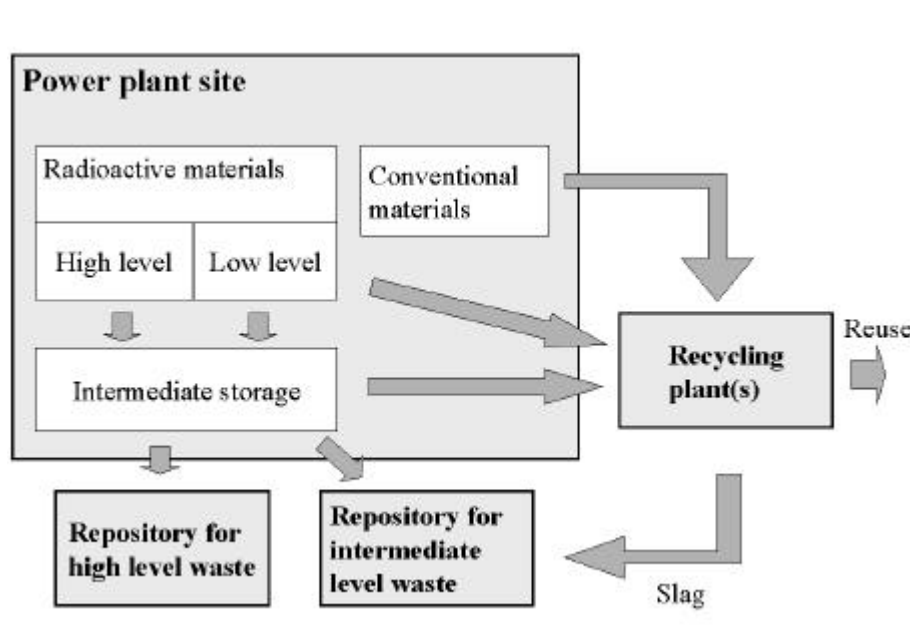 Power plant site
Radioactive materials
Conventional
materials
High level
Low level
Intermediate storage
Recycling
plant(s)
Reuse
Repository for
high level waste
Repository for
intermediate
level waste
Slag